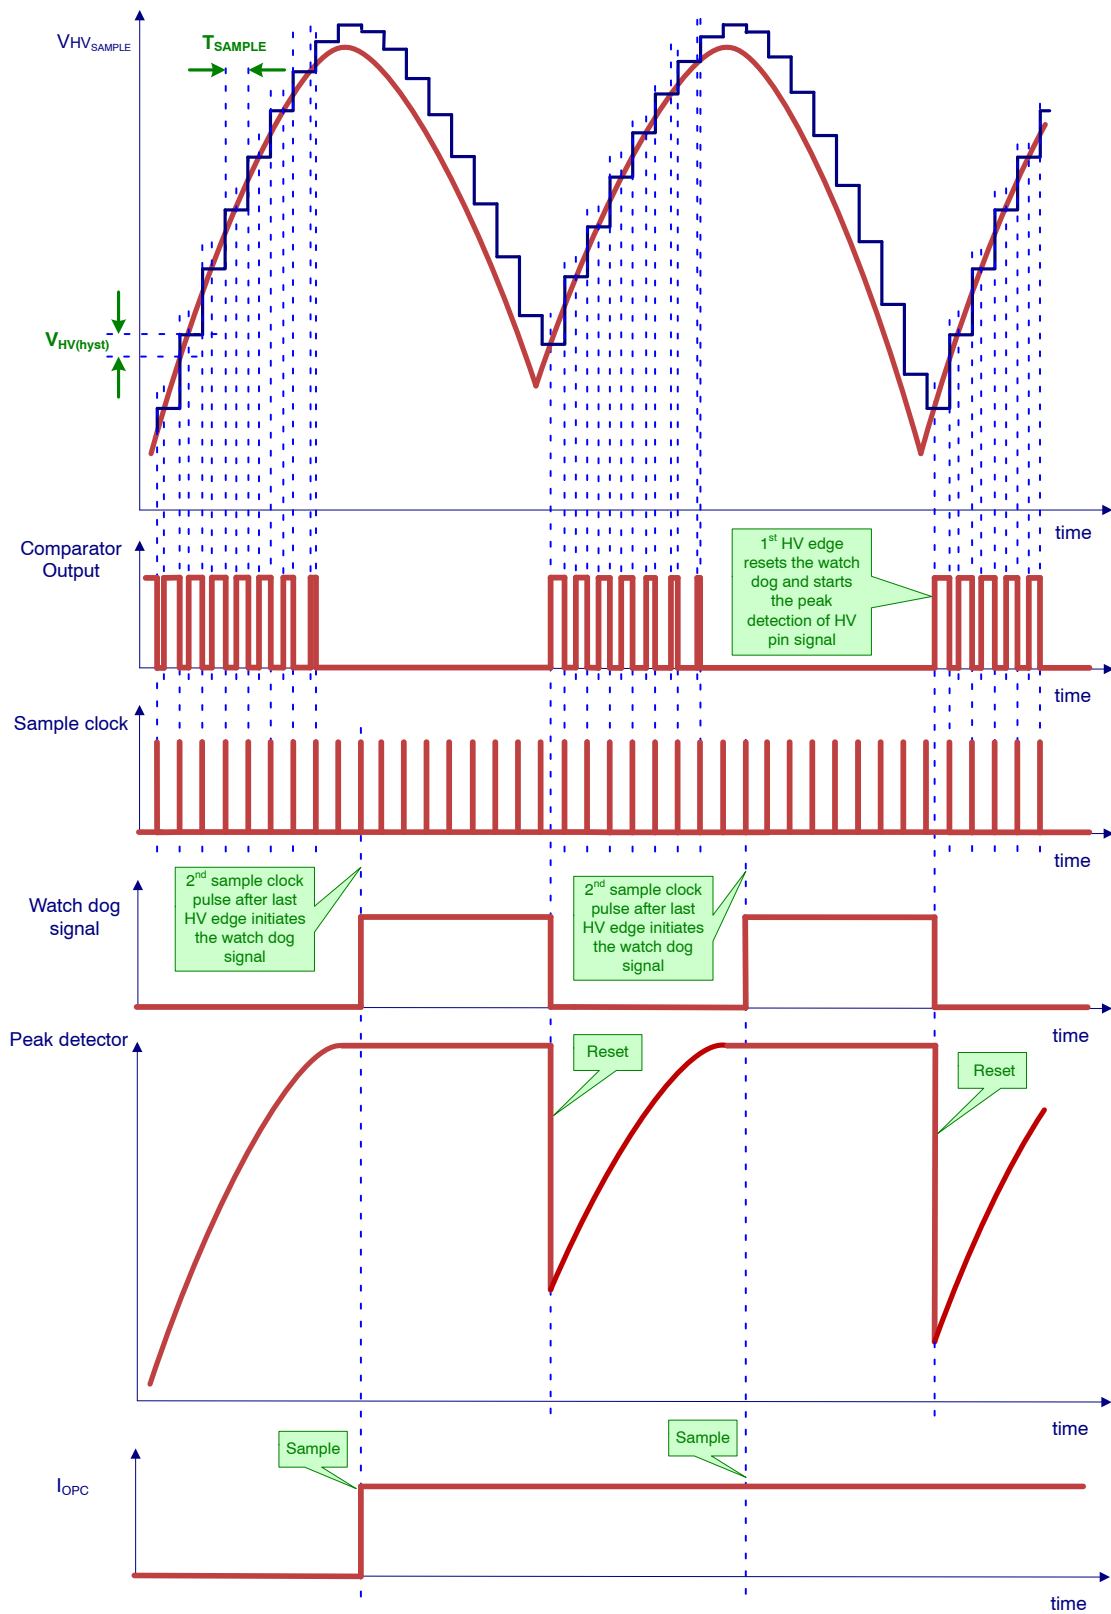 VHVSAMPLE
TSAMPLE
VHV(hyst)
time
Comparator
Output
1st HV edge
resets the watch
dog and starts
the peak
detection of HV
pin signal
time
Sample clock
time
2nd sample clock
pulse after last
HV edge initiates
the watch dog
signal
2nd sample clock
pulse after last
HV edge initiates
the watch dog
signal
Watch dog
signal
time
Peak detector
Reset
Reset
time
Sample
Sample
IOPC
time